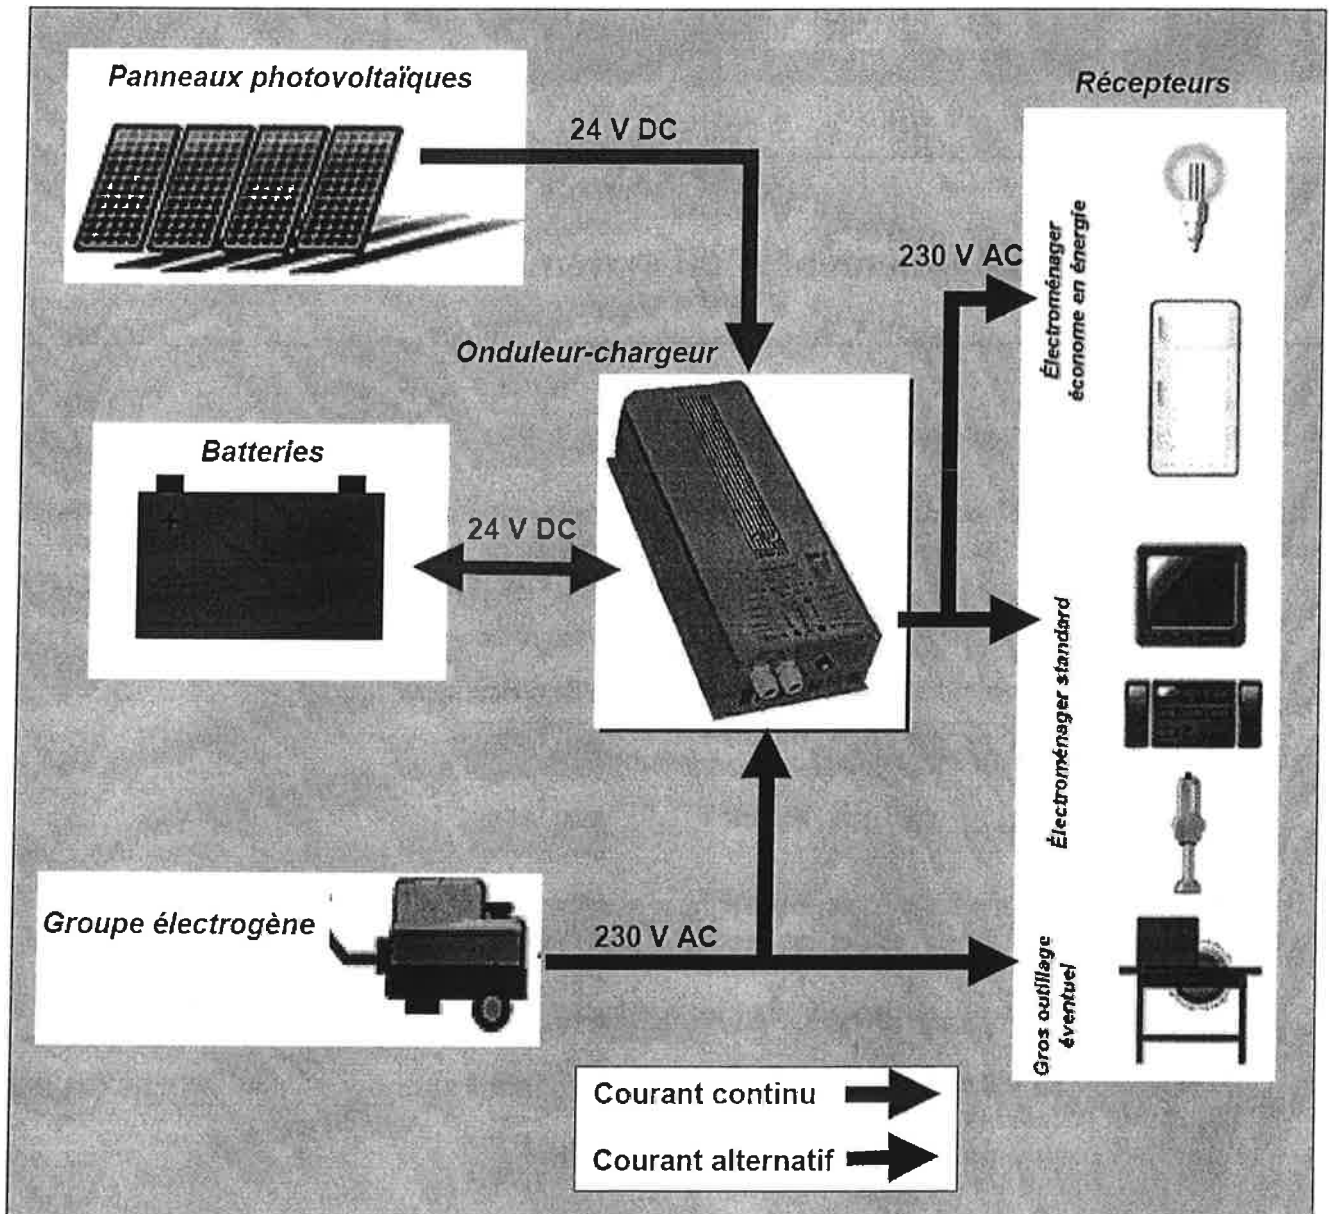 Panneaux photovoltaïques
Récepteurs
24 V DC
230 V AC
Électroménager
économe en énergie
Onduleur-chargeur
Batteries
+
24 V DC
Électroménager standard
Groupe électrogène
230 V AC
Gros outillage
éventuel
Courant continu
Courant alternatif